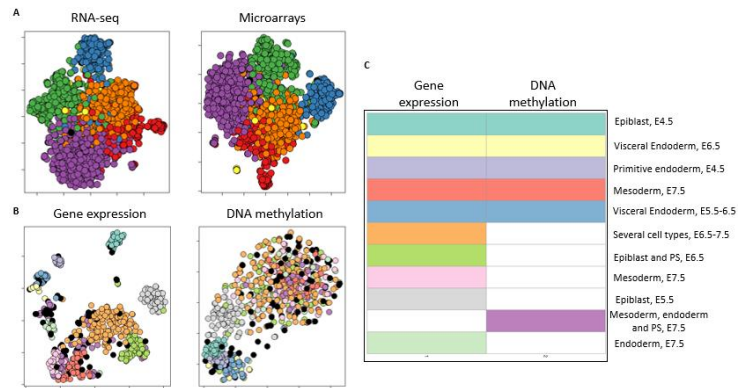 A
RNA-seq
Microarrays
B
Gene expression
DNA methylation
C
Gene
expression
DNA
methylation
Epiblast, E4.5
Visceral Endoderm, E6.5
Primitive endoderm, E4.5
Mesoderm, E7.5
Visceral Endoderm, E5.5-6.5
Several cell types, E6.5-7.5
Epiblast and PS, E6.5
Mesoderm, E7.5
Epiblast, E5.5
Mesoderm, endoderm
and PS, E7.5
Endoderm, E7.5